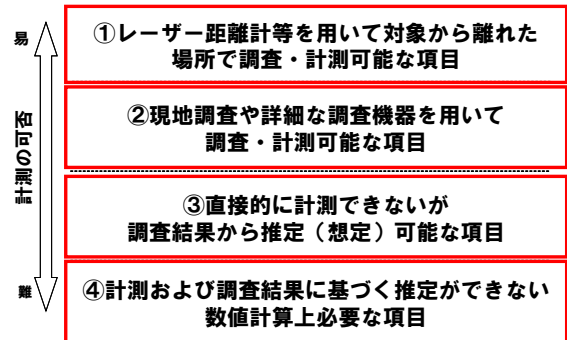 易
計測の可否
難
①レーザー距離計等を用いて対象から離れた
場所で調査・計測可能な項目
②現地調査や詳細な調査機器を用いて
調査・計測可能な項目
③直接的に計測できないが
調査結果から推定（想定）可能な項目
④計測および調査結果に基づく推定ができない
数値計算上必要な項目